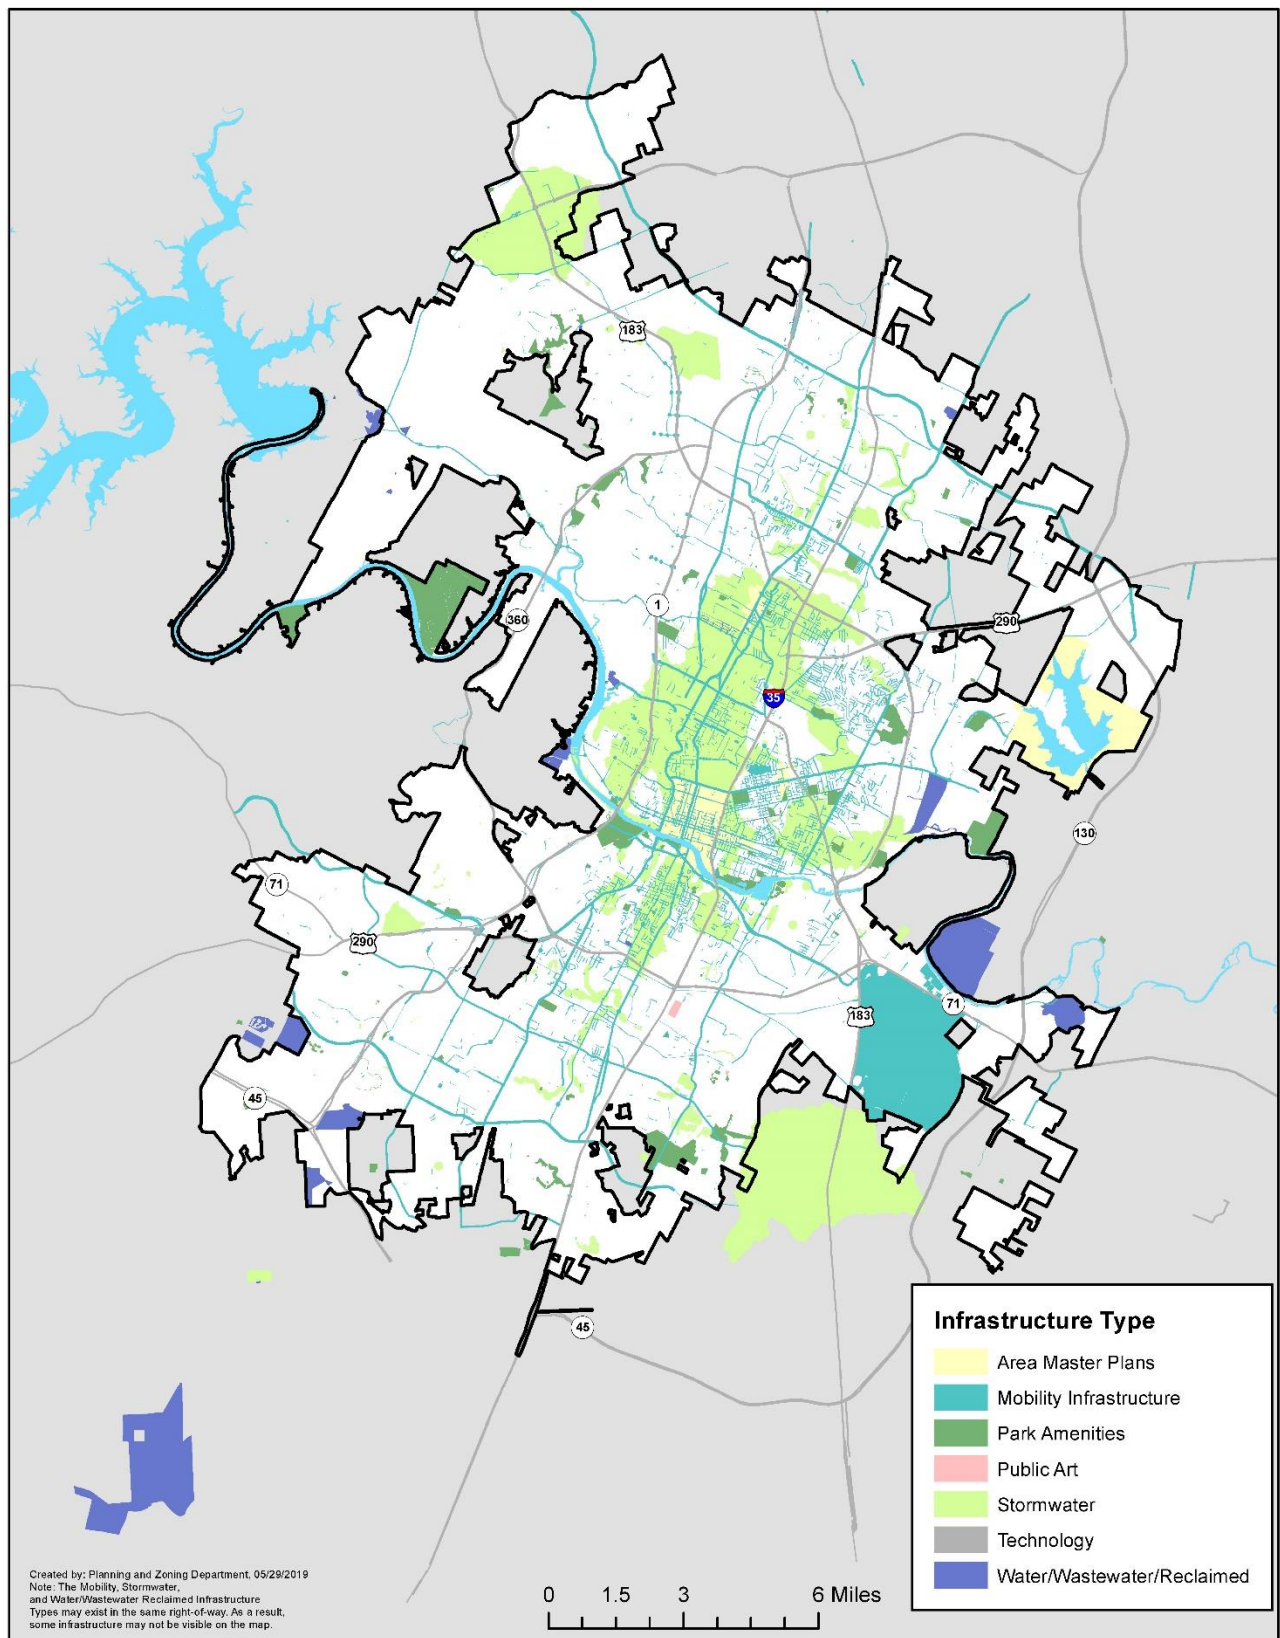 183
1
360
290
35
130
71
290
71
183
45
45
Infrastructure Type
Area Master Plans
Mobility Infrastructure
Park Amenities
Public Art
Stormwater
Technology
Water/Wastewater/Reclaimed
Created by: Planning and Zoning Department, 05/29/2019
Note: The Mobility, Stormwater,
and Water/Wastewater Reclaimed Infrastructure
Types may exist in the same right-of-way. As a result,
some infrastructure may not be visible on the map.
0 1.5 3 6 Miles